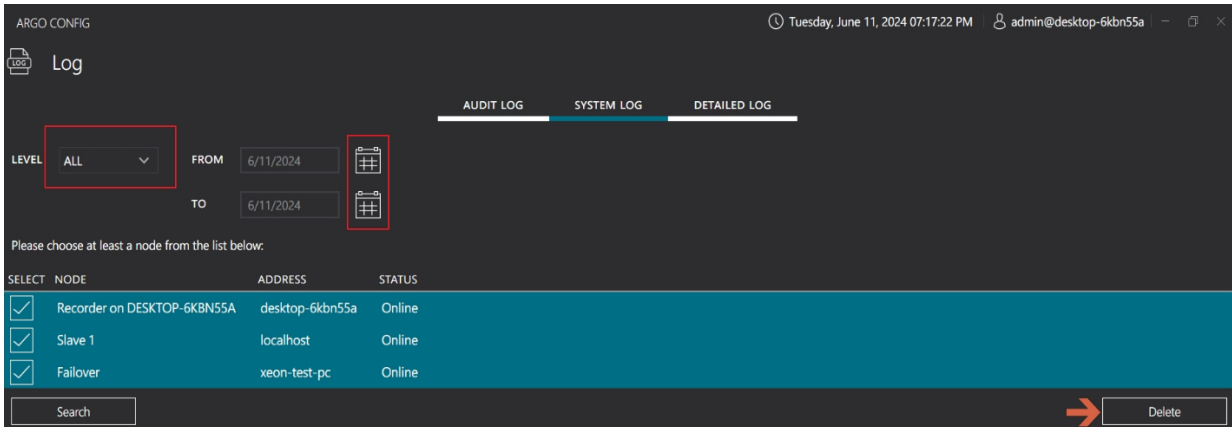 ARGO CONFIG Tuesday, June 11, 2024 07:17:22 PM admin@desktop-6kbn55a
LOG Log
AUDIT LOG SYSTEM LOG DETAILED LOG
LEVEL ALL FROM 6/11/2024
TO 6/11/2024
Please choose at least a node from the list below:
SELECT NODE ADDRESS STATUS
Recorder on DESKTOP-6KBN55A desktop-6kbn55a Online
Slave 1 localhost Online
Failover xeon-test-pc Online
Search Delete